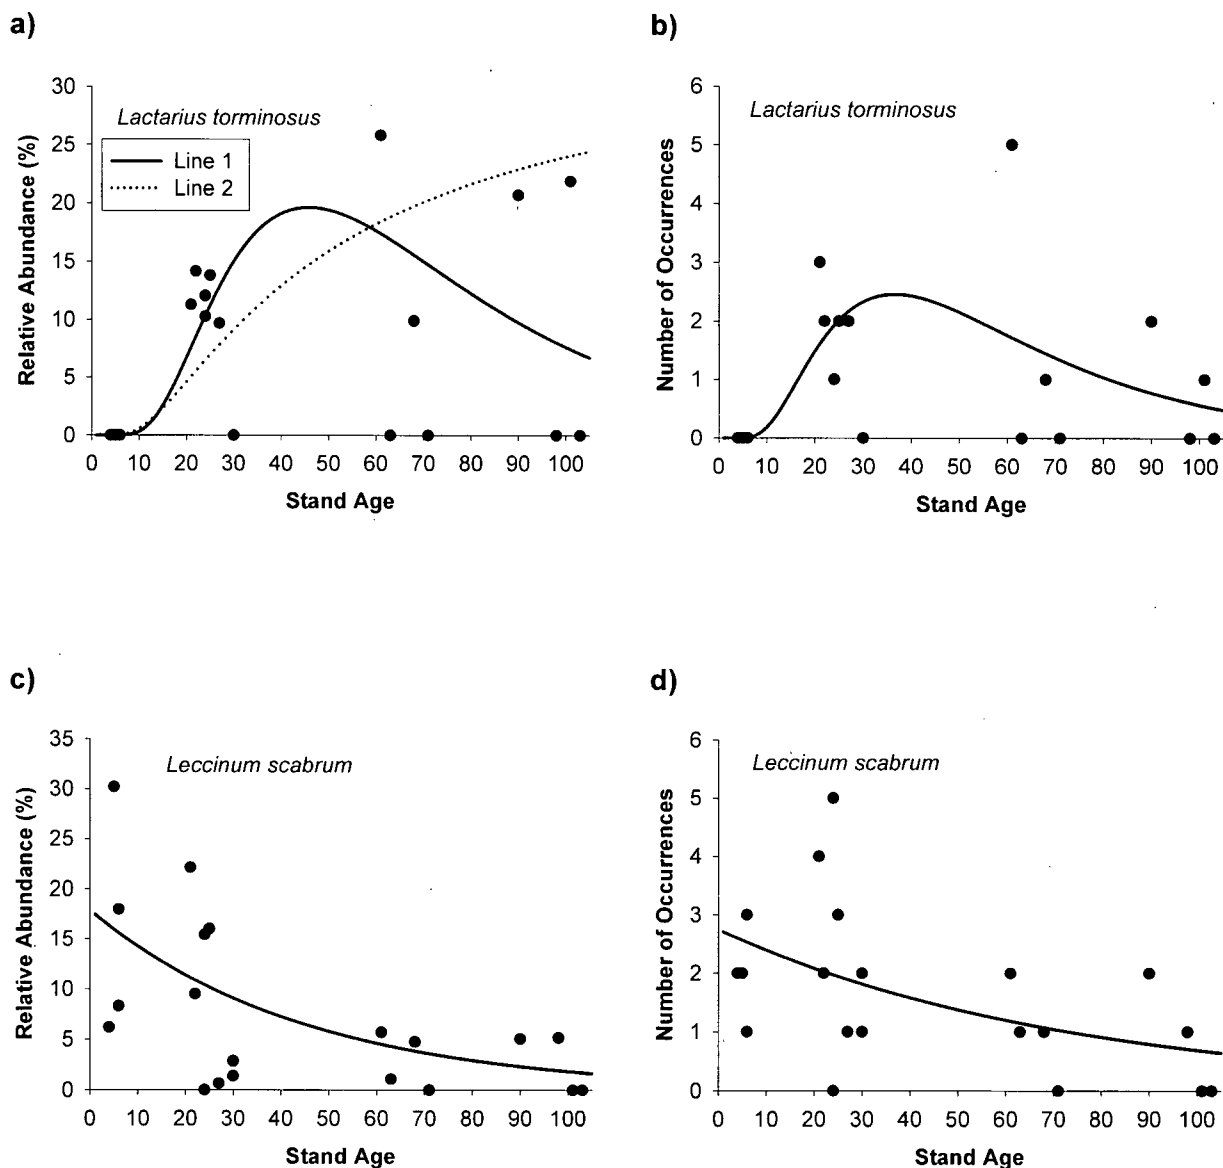 a)
30
25
20
15
10
5
0
Relative Abundance (%)
Lactarius torminosus
Line 1
Line 2
0 10 20 30 40 50 60 70 80 90 100
Stand Age
b)
6
5
4
3
2
1
0
Number of Occurrences
Lactarius torminosus
0 10 20 30 40 50 60 70 80 90 100
Stand Age
c)
35
30
25
20
15
10
5
0
Relative Abundance (%)
Leccinum scabrum
0 10 20 30 40 50 60 70 80 90 100
Stand Age
d)
6
5
4
3
2
1
0
Number of Occurrences
Leccinum scabrum
0 10 20 30 40 50 60 70 80 90 100
Stand Age